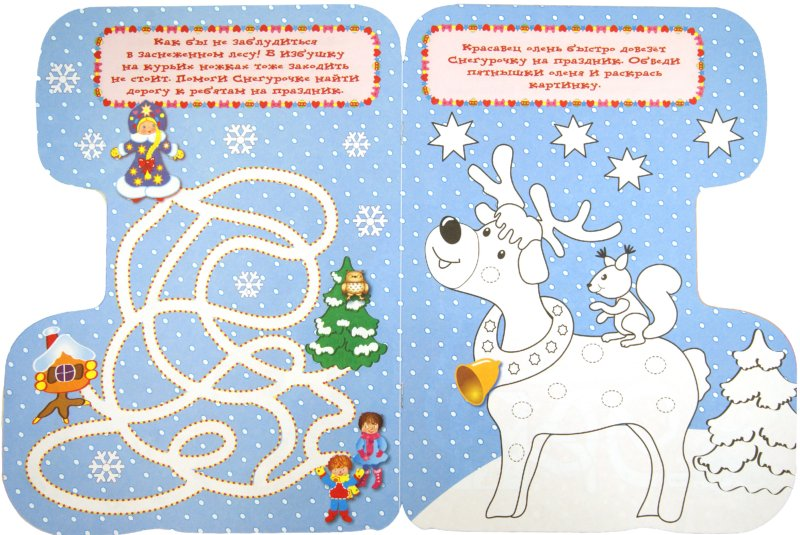 Как бы не заблудиться
в заснеженном лесу! В избушку
на курьих ножках тоже заходить
не стоит. Помоги Снегурочке найти
дорогу к ребятам на праздник.
Красавец олень быстро довезёт
Снегурочку на праздник. Обведи
пятнышки оленя и раскрась
картинку.